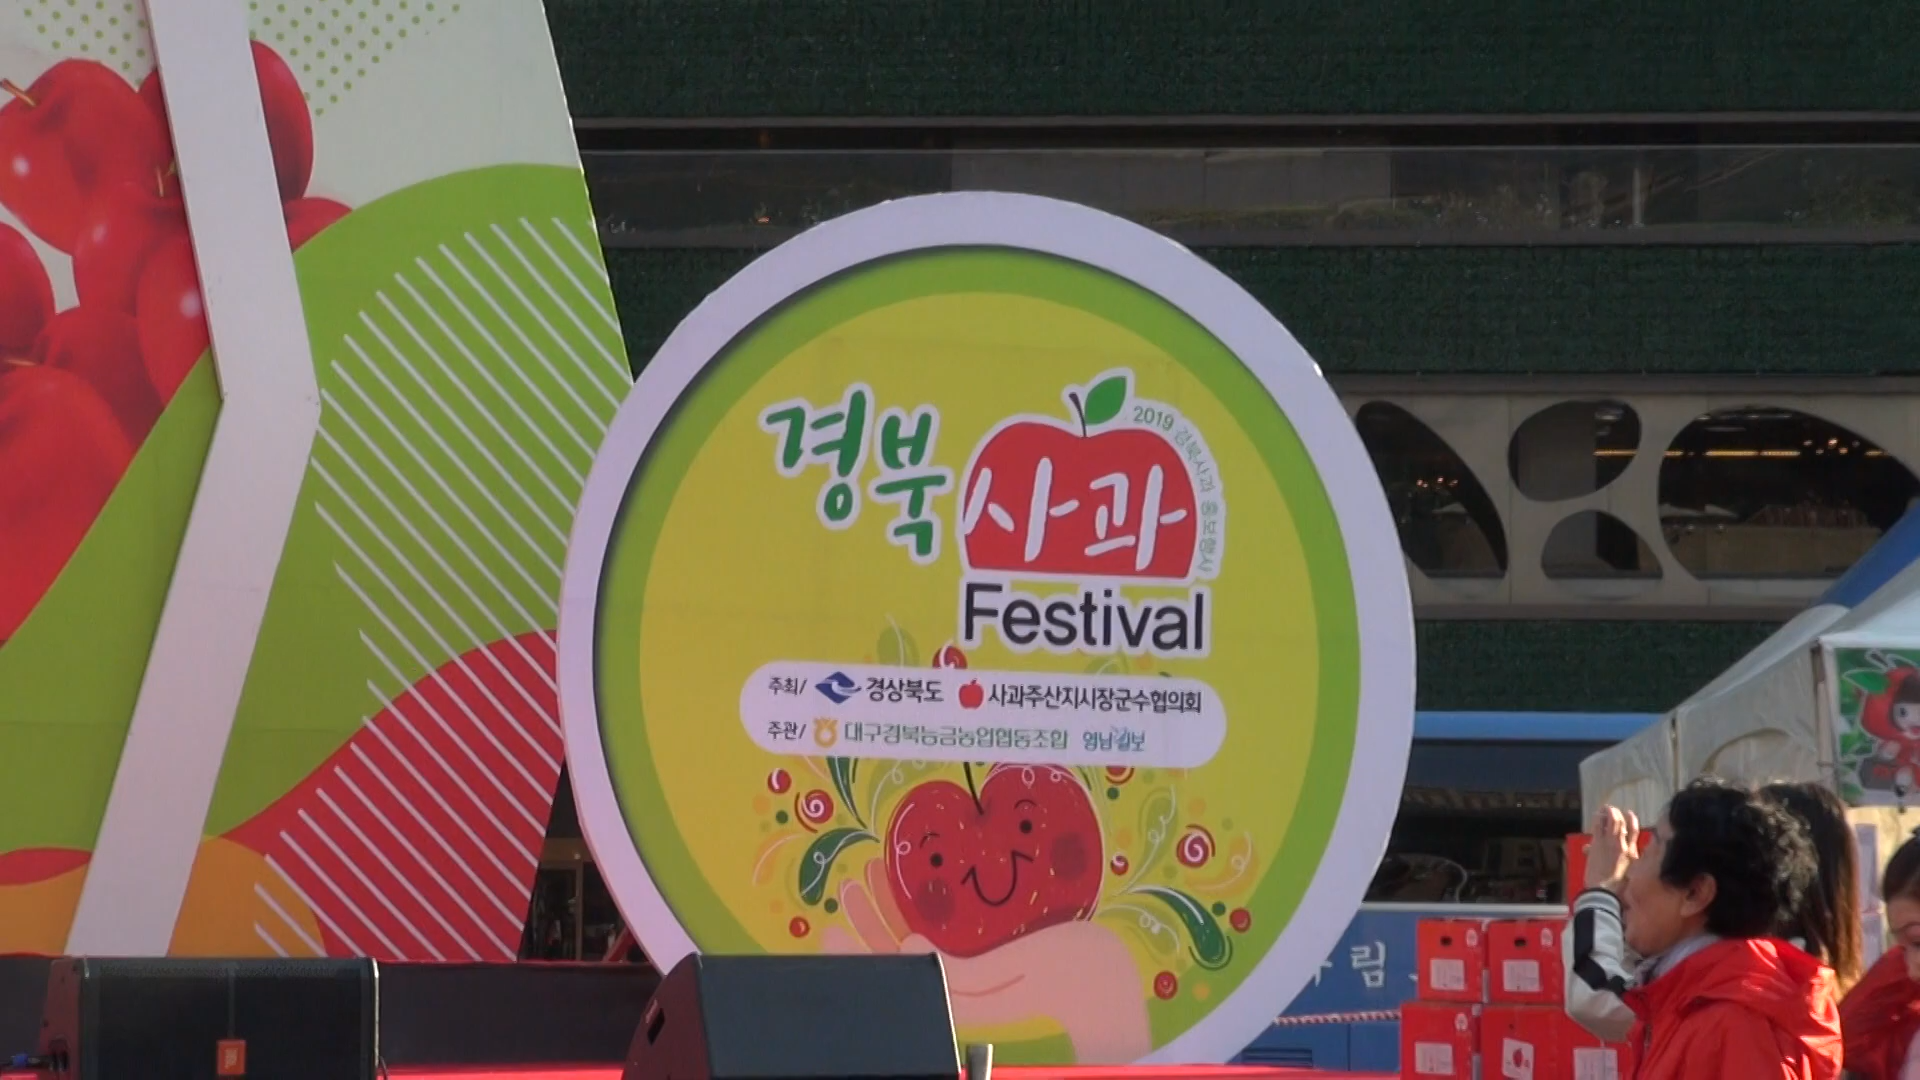 경북 사과
2019 경북사과 홍보행사
Festival
주최/ 경상북도 사과주산지시장군수협의회
주관/ 대구경북능금농업협동조합 영남일보
림